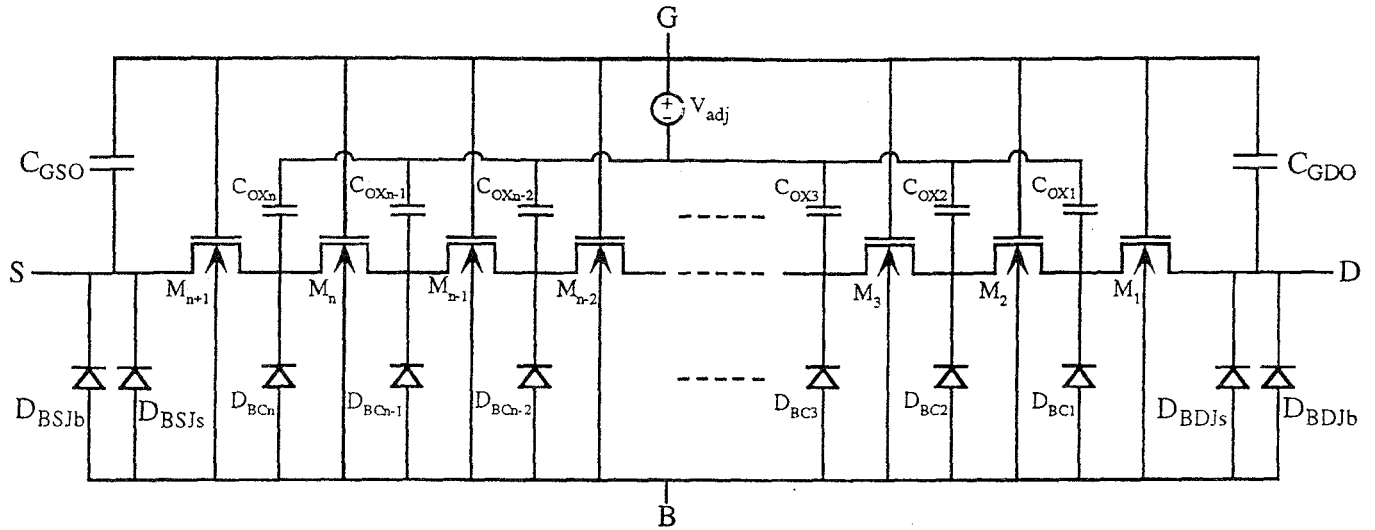 G
+
-
V_adj
C_GSO
C_OXn
C_OXn-1
C_OXn-2
C_OX3
C_OX2
C_OX1
C_GDO
S
M_n+1
M_n
M_n-1
M_n-2
M_3
M_2
M_1
D
D_BSJb
D_BSJs
D_BCn
D_BCn-1
D_BCn-2
D_BC3
D_BC2
D_BC1
D_BDJs
D_BDJb
B